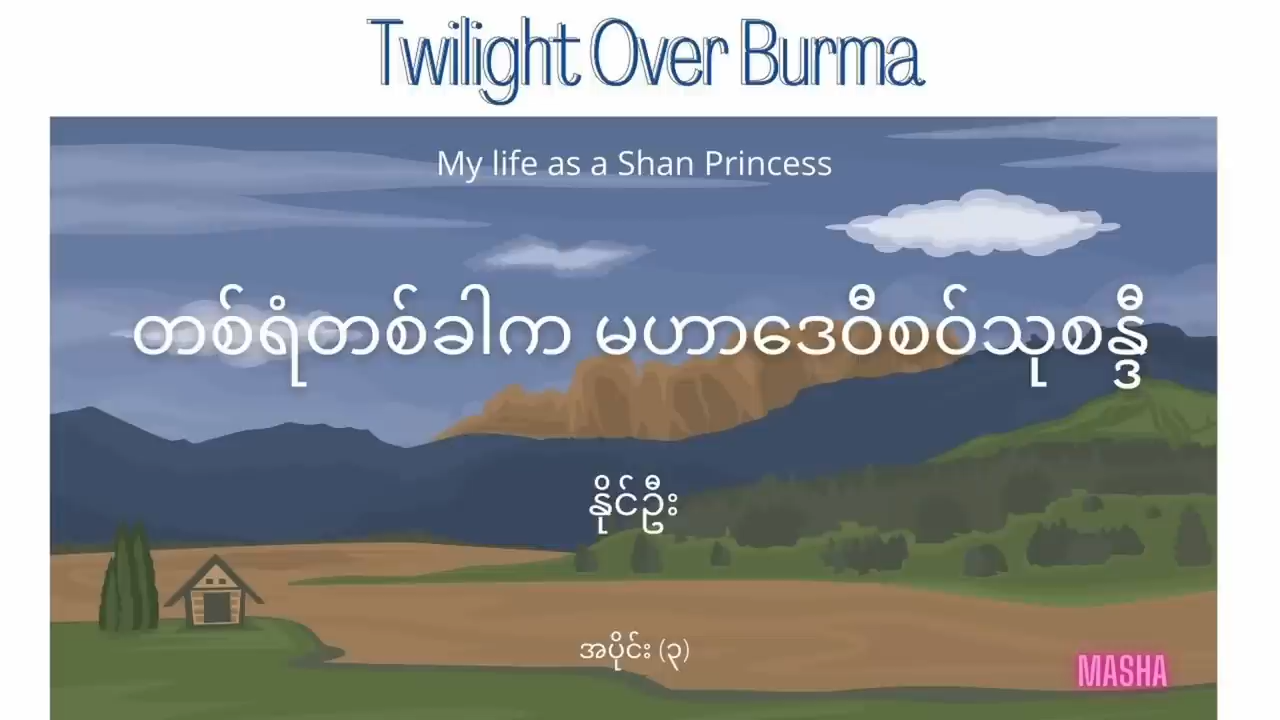 Twilight Over Burma
My life as a Shan Princess
တစ်ရံတစ်ခါက မဟာဒေဝီစဝ်သုစန္ဒီ
နိုင်ဦး
အပိုင်း (၃)
MASHA